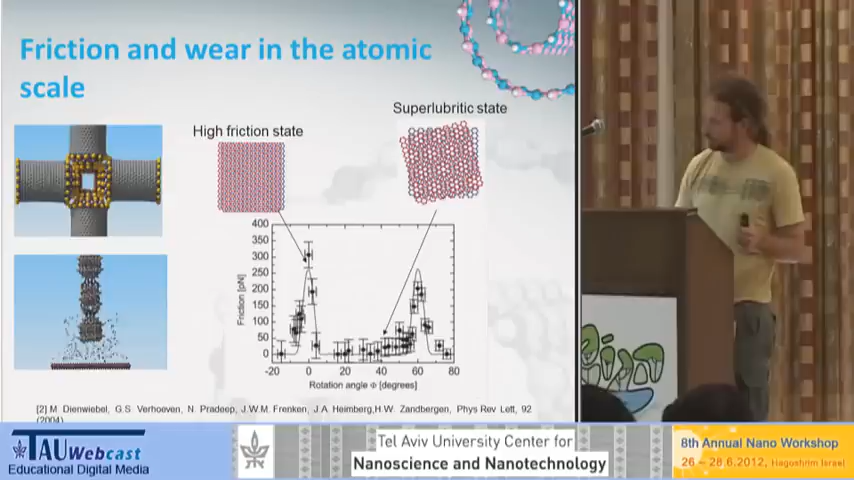 Friction and wear in the atomic
scale
High friction state
Superlubritic state
400
350
300
250
200
150
100
50
0
Friction [pN]
-20 0 20 40 60 80
Rotation angle Φ [degrees]
[2] M. Dienwiebel, G.S. Verhoeven, N. Pradeep, J.W.M. Frenken, J.A. Heimberg,H.W. Zandbergen, Phys Rev Lett, 92
(2004)
TAU Webcast
Educational Digital Media
Tel Aviv University Center for
Nanoscience and Nanotechnology
8th Annual Nano Workshop
26 – 28.6.2012, Hagoshrim Israel